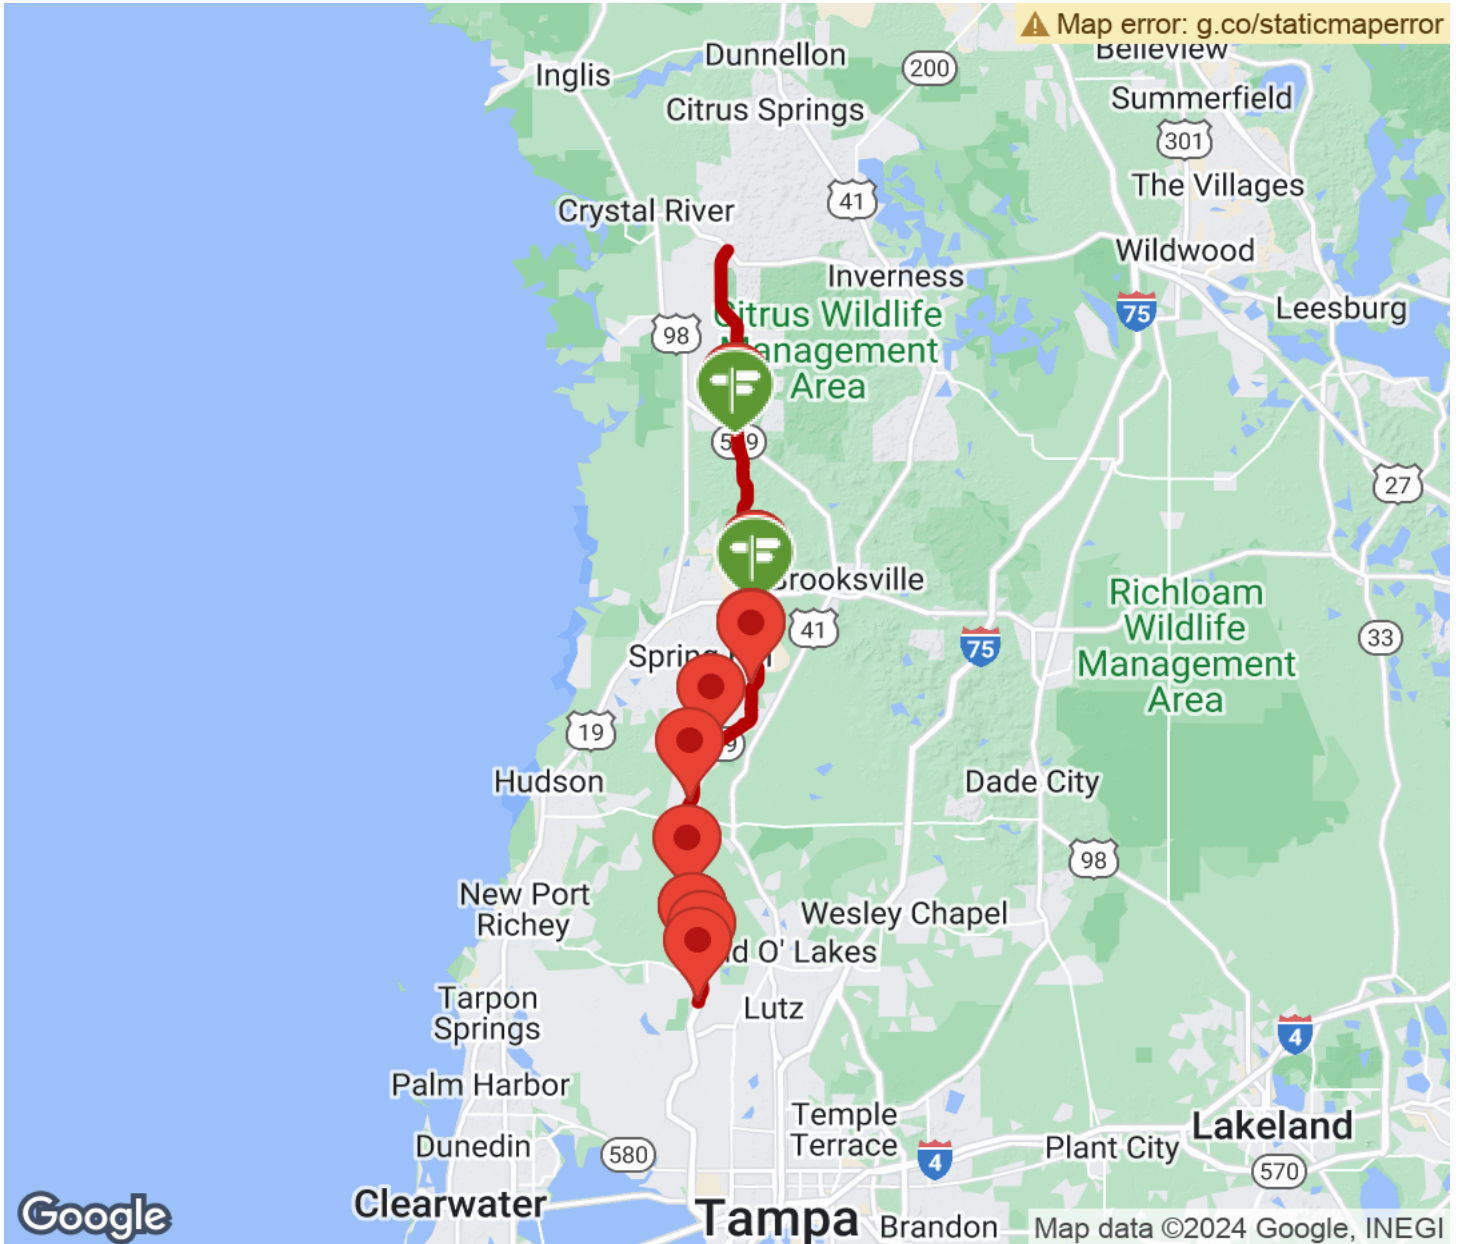 Map error: g.co/staticmaperror
Belleview
Dunnellon
200
Inglis
Summerfield
Citrus Springs
301
The Villages
41
Crystal River
Wildwood
Inverness
Leesburg
75
Citrus Wildlife
Management
Area
98
27
Brooksville
Richloam
Wildlife
Management
Area
41
33
75
Spring
19
9
Hudson
Dade City
98
New Port
Richey
Wesley Chapel
O' Lakes
Tarpon
Springs
Lutz
4
Palm Harbor
Temple
Terrace
Lakeland
Dunedin
580
Plant City
4
570
Clearwater
Tampa
Brandon
Google
Map data ©2024 Google, INEGI